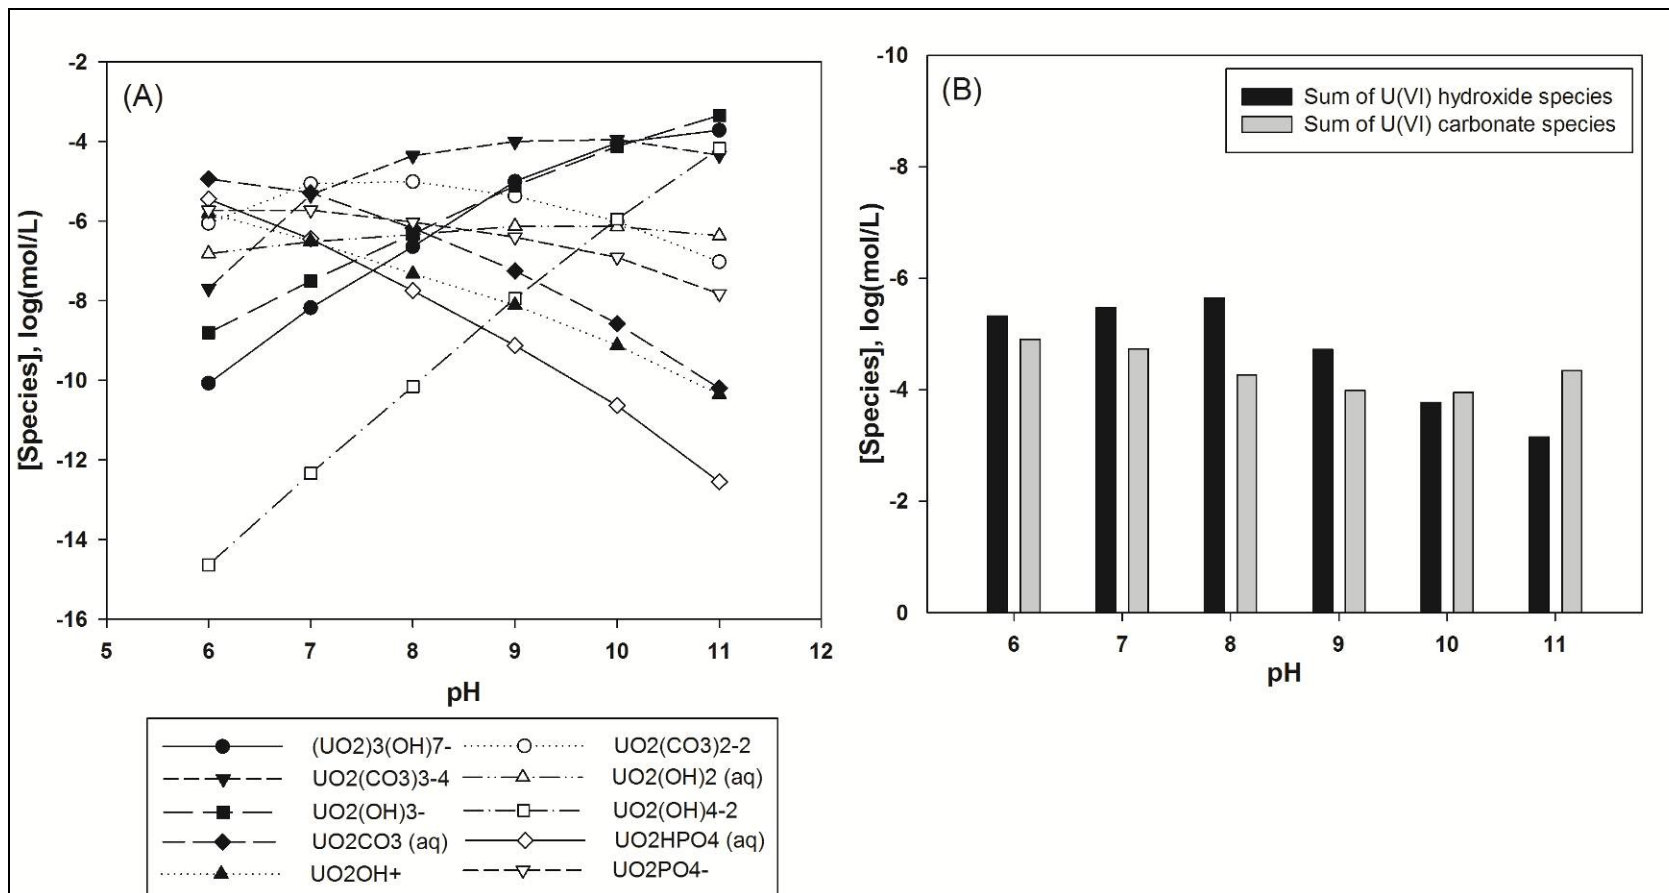 (A)
[Species], log(mol/L)
-2
-4
-6
-8
-10
-12
-14
-16
5 6 7 8 9 10 11 12
pH
(UO2)3(OH)7-
UO2(CO3)2-2
UO2(CO3)3-4
UO2(OH)2 (aq)
UO2(OH)3-
UO2(OH)4-2
UO2CO3 (aq)
UO2HPO4 (aq)
UO2OH+
UO2PO4-
(B)
Sum of U(VI) hydroxide species
Sum of U(VI) carbonate species
[Species], log(mol/L)
-10
-8
-6
-4
-2
0
6 7 8 9 10 11
pH